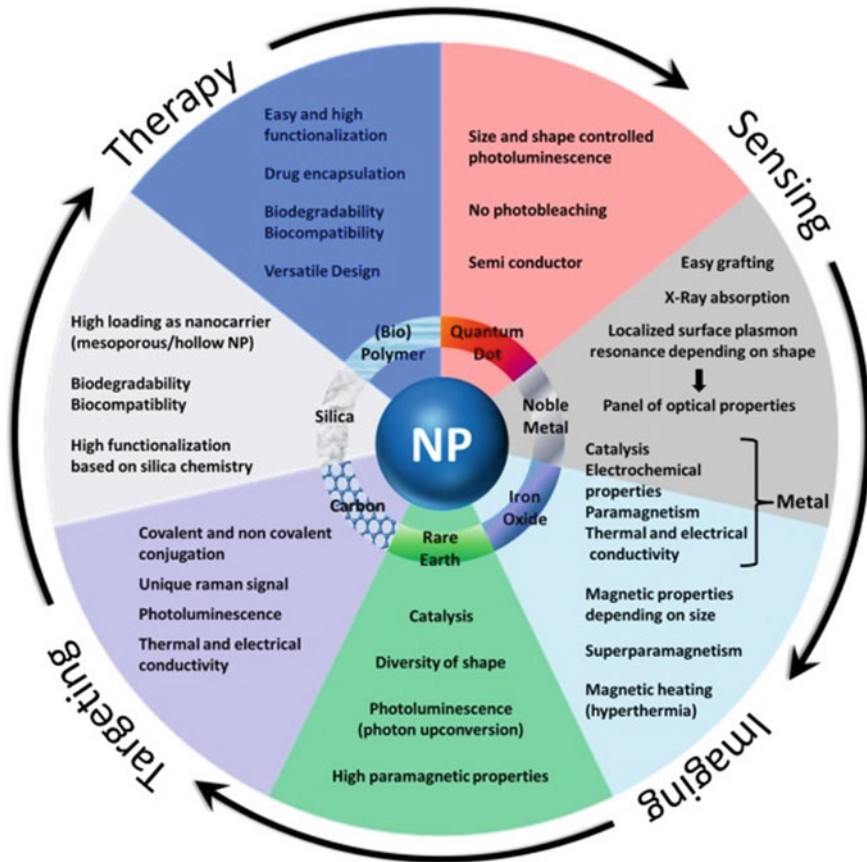 Therapy
Sensing
Imaging
Targeting
Easy and high
functionalization
Drug encapsulation
Biodegradability
Biocompatibility
Versatile Design
Size and shape controlled
photoluminescence
No photobleaching
Semi conductor
Easy grafting
X-Ray absorption
Localized surface plasmon
resonance depending on shape
Panel of optical properties
Catalysis
Electrochemical
properties
Paramagnetism
Thermal and electrical
conductivity
Metal
Magnetic properties
depending on size
Superparamagnetism
Magnetic heating
(hyperthermia)
Catalysis
Diversity of shape
Photoluminescence
(photon upconversion)
High paramagnetic properties
Covalent and non covalent
conjugation
Unique raman signal
Photoluminescence
Thermal and electrical
conductivity
High loading as nanocarrier
(mesoporous/hollow NP)
Biodegradability
Biocompatiblity
High functionalization
based on silica chemistry
(Bio)
Polymer
Quantum
Dot
Noble
Metal
Iron
Oxide
Rare
Earth
Carbon
Silica
NP